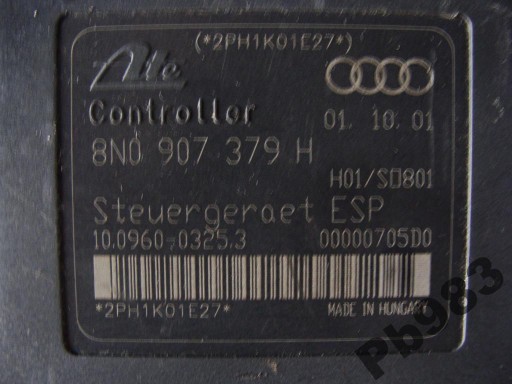 (*2PH1K01E27*)
Ate
Controller
01. 10. 01
8N0 907 379 H
H01/S□801
Steuergeraet ESP
10.0960-0325.3
00000705D0
*2PH1K01E27*
MADE IN HUNGARY
Pb983